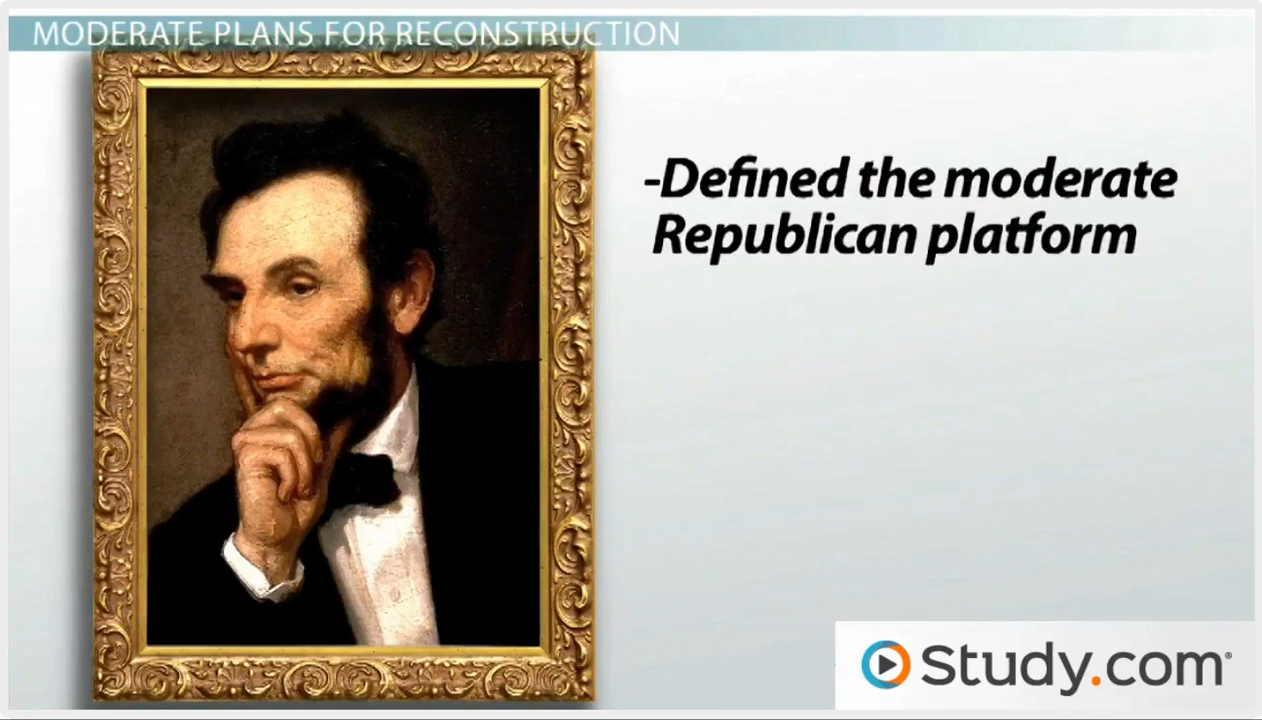 MODERATE PLANS FOR RECONSTRUCTION
-Defined the moderate
Republican platform
Study.com®